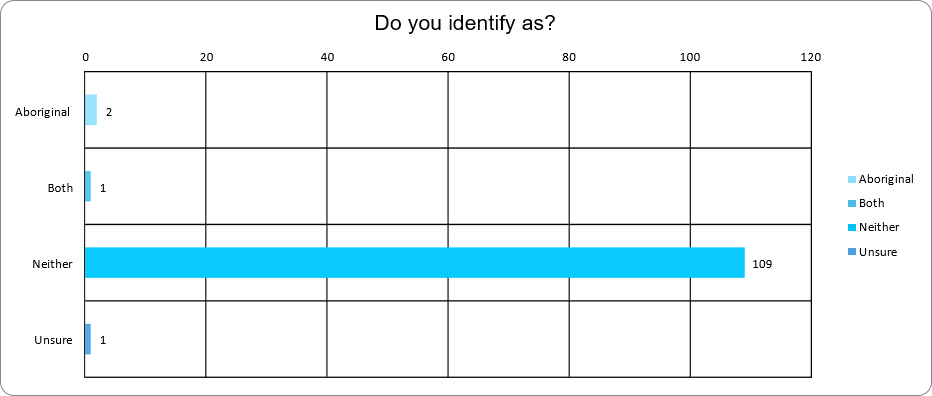 Do you identify as?
0 20 40 60 80 100 120
Aboriginal 2
Both 1
Neither 109
Unsure 1
Aboriginal
Both
Neither
Unsure